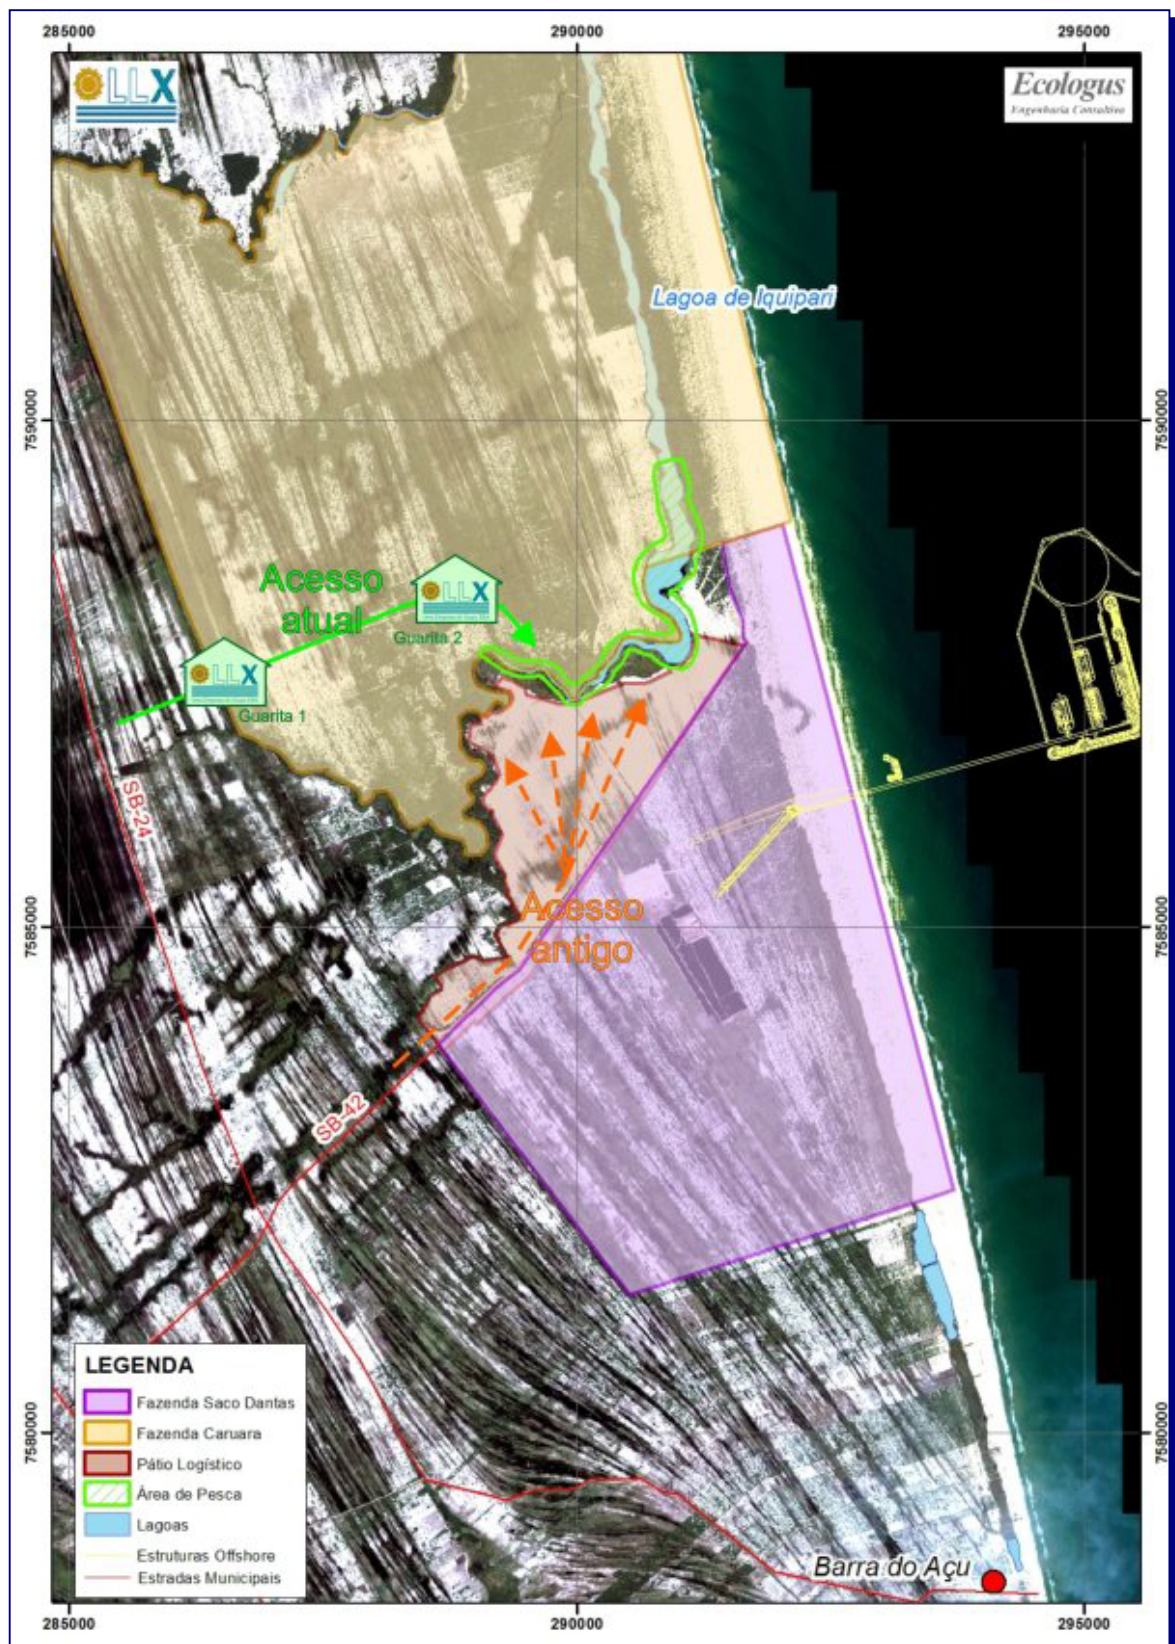 285000
290000
295000
LLX
Ecologus
Engenharia Consultiva
Lagoa de Iquipari
7590000
7590000
Acesso
atual
LLX
Guarita 2
LLX
Guarita 1
SB-24
Acesso
antigo
7585000
7585000
SB-42
LEGENDA
Fazenda Saco Dantas
Fazenda Caruara
Pátio Logístico
Área de Pesca
Lagoas
Estruturas Offshore
Estradas Municipais
7580000
7580000
Barra do Açu
285000
290000
295000